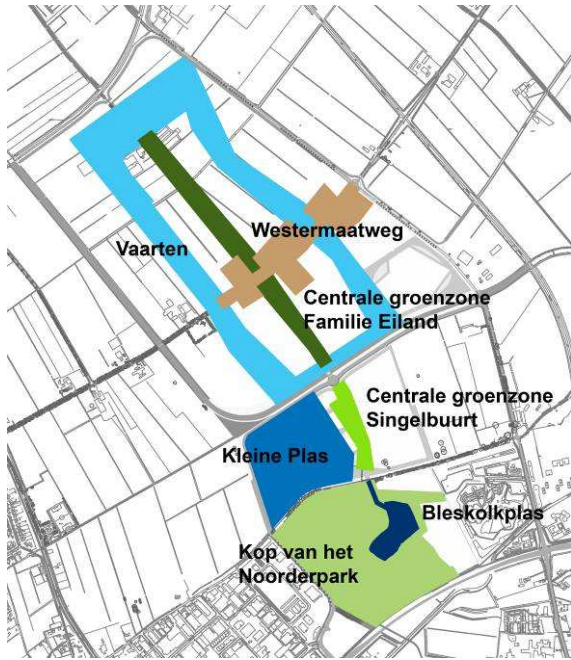 Westermaatweg
Vaarten
Centrale groenzone
Familie Eiland
Centrale groenzone
Singelbuurt
Kleine Plas
Bleskolkplas
Kop van het
Noorderpark